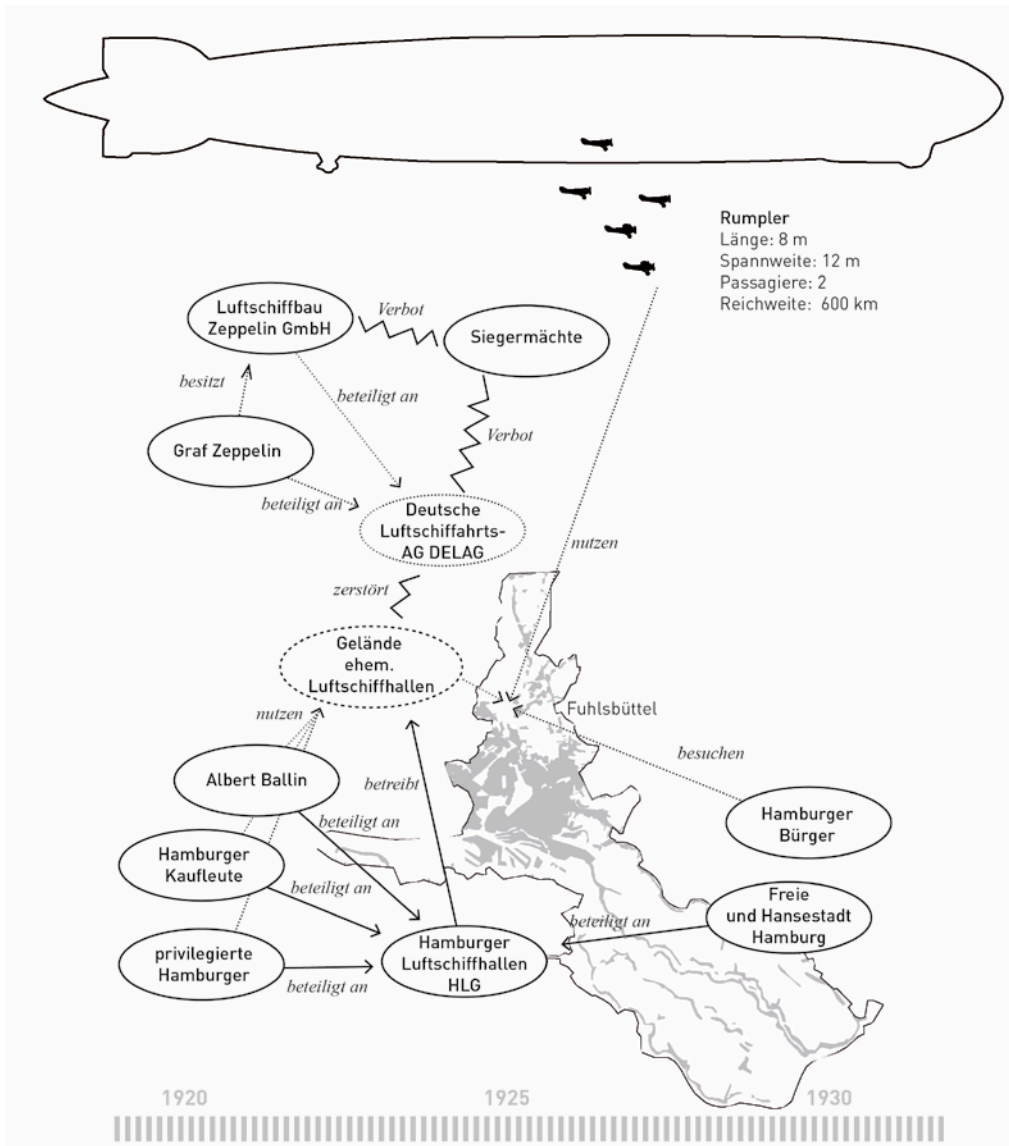 Rumpler
Länge: 8 m
Spannweite: 12 m
Passagiere: 2
Reichweite: 600 km
Luftschiffbau
Zeppelin GmbH
Verbot
Siegermächte
besitzt
beteiligt an
Verbot
Graf Zeppelin
beteiligt an
Deutsche
Luftschiffahrts-
AG DELAG
nutzen
zerstört
Gelände
ehem.
Luftschiffhallen
nutzen
Fuhlsbüttel
besuchen
Albert Ballin
betreibt
beteiligt an
Hamburger
Bürger
Hamburger
Kaufleute
beteiligt an
Freie
und Hansestadt
Hamburg
beteiligt an
privilegierte
Hamburger
beteiligt an
Hamburger
Luftschiffhallen
HLG
1920
1925
1930